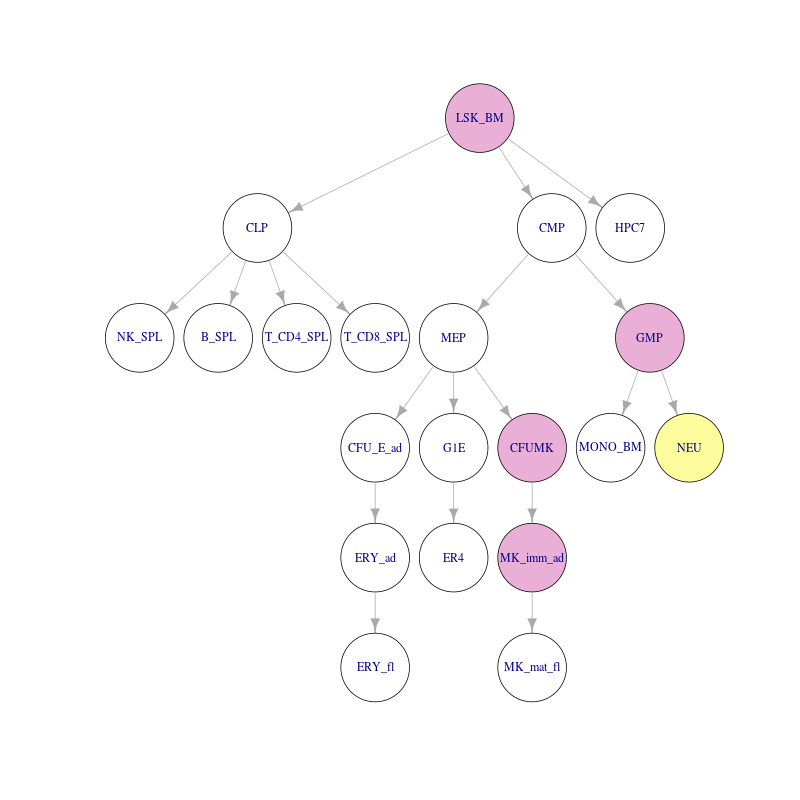 LSK_BM
CLP
CMP
HPC7
NK_SPL
B_SPL
T_CD4_SPL
T_CD8_SPL
MEP
GMP
CFU_E_ad
G1E
CFUMK
MONO_BM
NEU
ERY_ad
ER4
MK_imm_ad
ERY_fl
MK_mat_fl